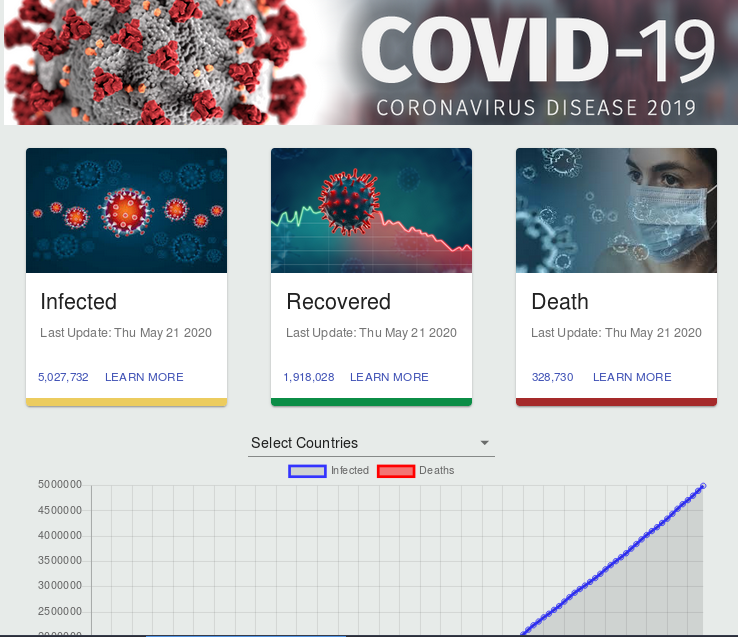 COVID-19
CORONAVIRUS DISEASE 2019
Infected
Last Update: Thu May 21 2020
5,027,732 LEARN MORE
Recovered
Last Update: Thu May 21 2020
1,918,028 LEARN MORE
Death
Last Update: Thu May 21 2020
328,730 LEARN MORE
Select Countries
Infected Deaths
5000000
4500000
4000000
3500000
3000000
2500000